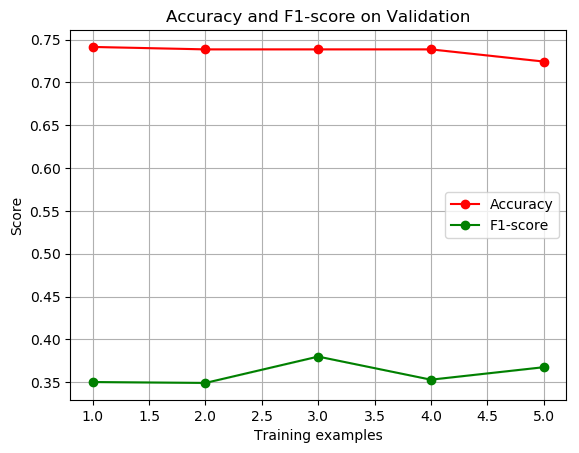 Accuracy and F1-score on Validation
0.75
0.70
0.65
0.60
0.55
0.50
0.45
0.40
0.35
Score
Accuracy
F1-score
1.0 1.5 2.0 2.5 3.0 3.5 4.0 4.5 5.0
Training examples